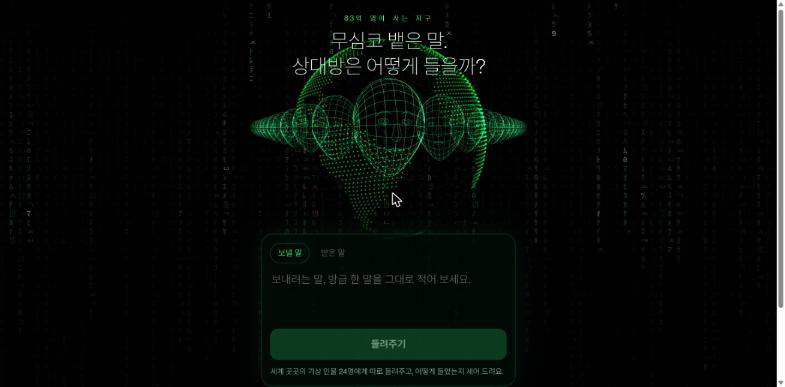 83억 명이 사는 지구
무심코 뱉은 말.
상대방은 어떻게 들을까?
보낼 말 받은 말
보내려는 말, 방금 한 말을 그대로 적어 보세요.
들려주기
세계 곳곳의 가상 인물 24명에게 따로 들려주고, 어떻게 들었는지 세어 드려요.